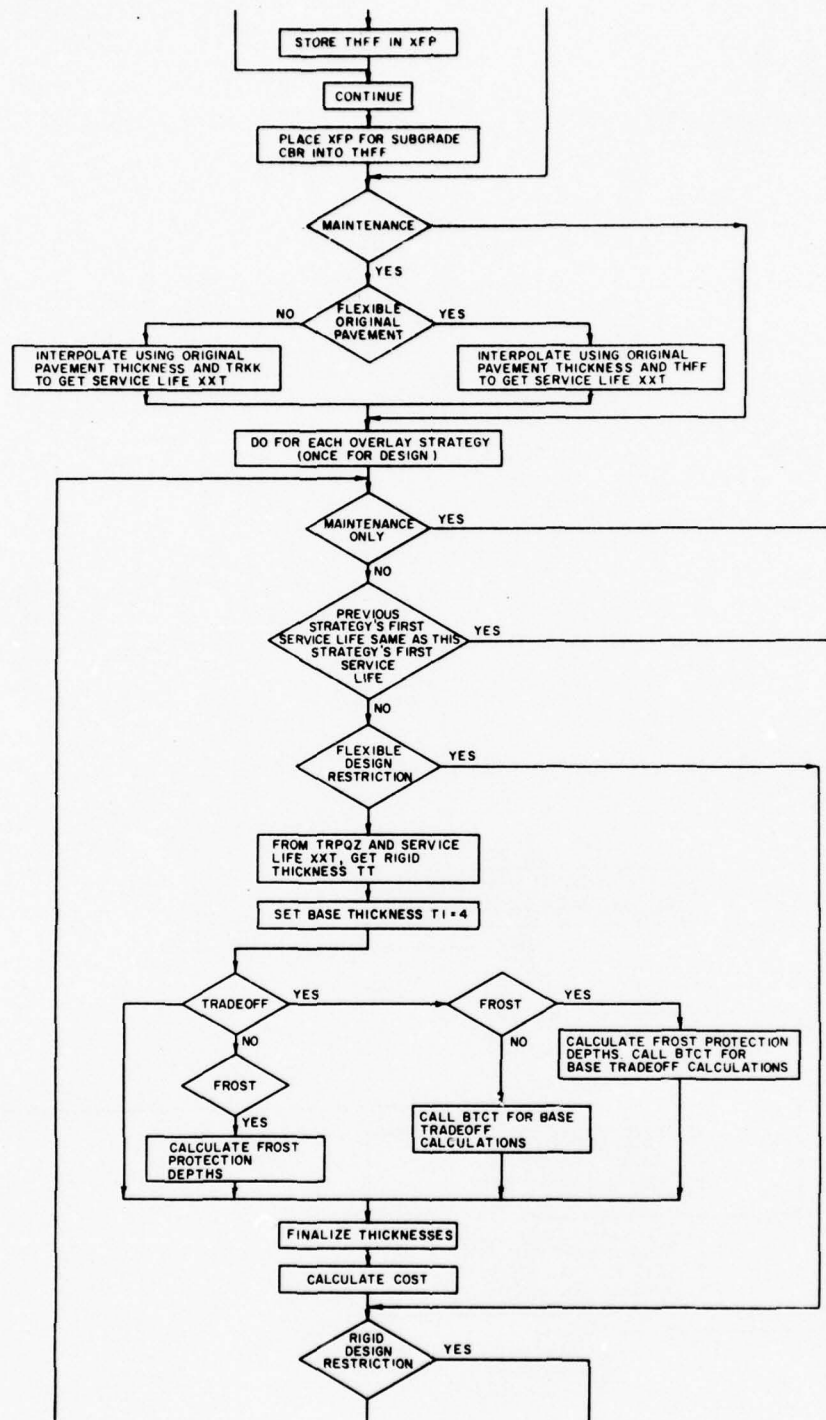 STORE THFF IN XFP
CONTINUE
PLACE XFP FOR SUBGRADE
CBR INTO THFF
MAINTENANCE
YES
FLEXIBLE
ORIGINAL
PAVEMENT
NO
YES
INTERPOLATE USING ORIGINAL
PAVEMENT THICKNESS AND TRKK
TO GET SERVICE LIFE XXT
INTERPOLATE USING ORIGINAL
PAVEMENT THICKNESS AND THFF
TO GET SERVICE LIFE XXT
DO FOR EACH OVERLAY STRATEGY
(ONCE FOR DESIGN)
MAINTENANCE
ONLY
YES
NO
PREVIOUS
STRATEGY'S FIRST
SERVICE LIFE SAME AS THIS
STRATEGY'S FIRST
SERVICE
LIFE
YES
NO
FLEXIBLE
DESIGN
RESTRICTION
YES
FROM TRPQZ AND SERVICE
LIFE XXT, GET RIGID
THICKNESS TT
SET BASE THICKNESS T1=4
TRADEOFF
YES
NO
FROST
YES
NO
CALCULATE FROST PROTECTION
DEPTHS. CALL BTCT FOR
BASE TRADEOFF CALCULATIONS
FROST
YES
CALCULATE FROST
PROTECTION
DEPTHS
CALL BTCT FOR BASE
TRADEOFF
CALCULATIONS
FINALIZE THICKNESSES
CALCULATE COST
RIGID
DESIGN
RESTRICTION
YES